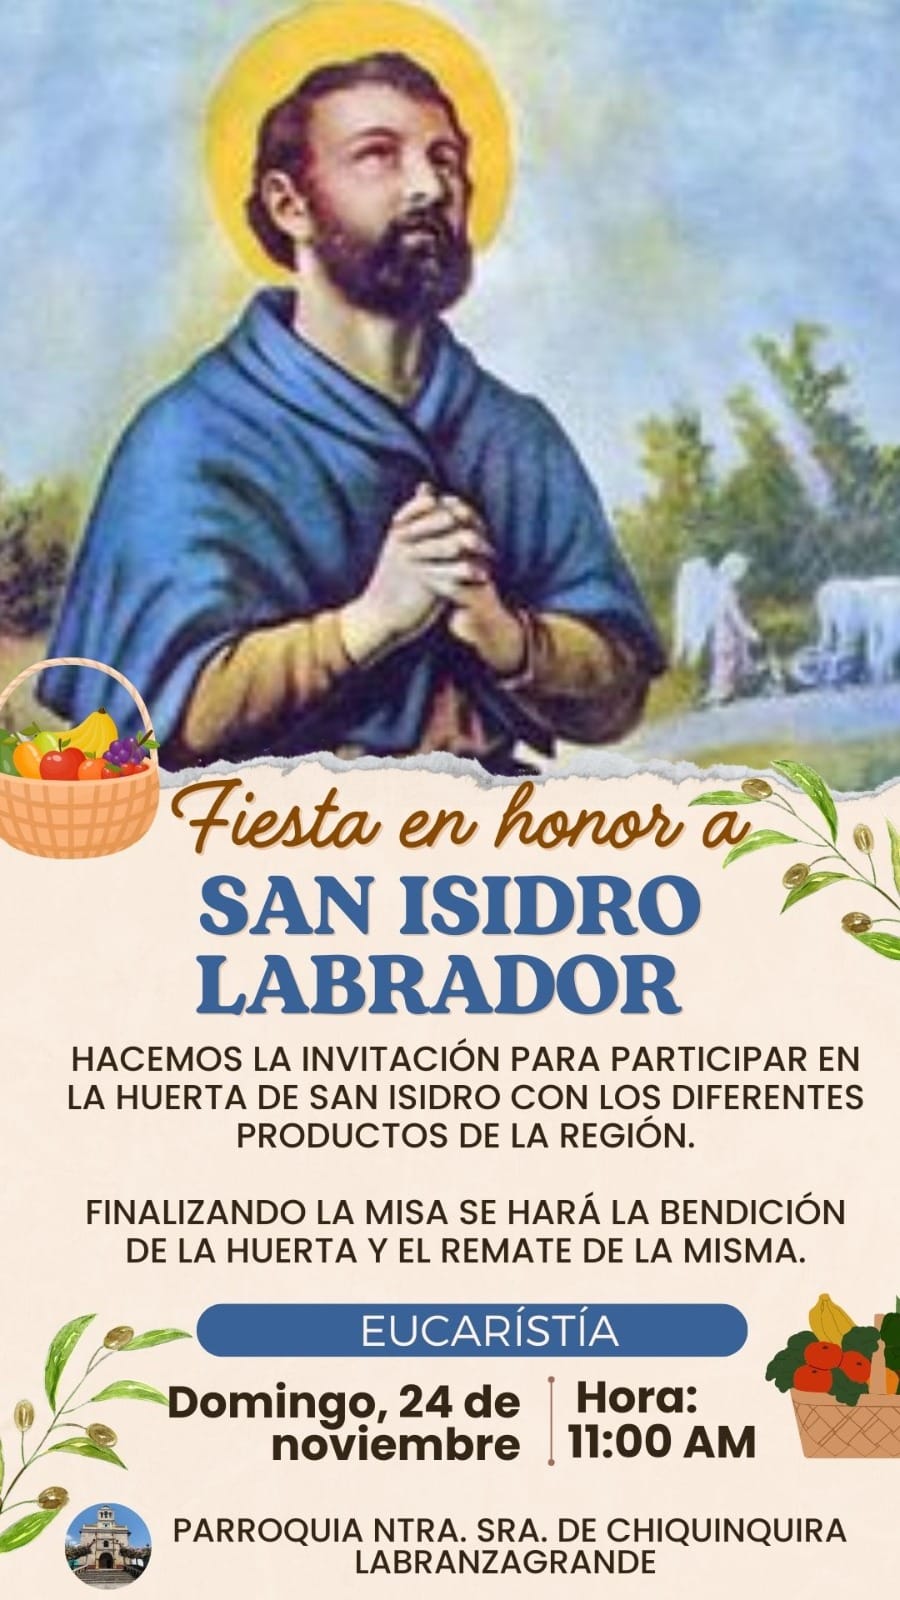 Fiesta en honor a
SAN ISIDRO
LABRADOR
HACEMOS LA INVITACIÓN PARA PARTICIPAR EN
LA HUERTA DE SAN ISIDRO CON LOS DIFERENTES
PRODUCTOS DE LA REGIÓN.
FINALIZANDO LA MISA SE HARÁ LA BENDICIÓN
DE LA HUERTA Y EL REMATE DE LA MISMA.
EUCARÍSTÍA
Domingo, 24 de
noviembre
Hora:
11:00 AM
PARROQUIA NTRA. SRA. DE CHIQUINQUIRA
LABRANZAGRANDE